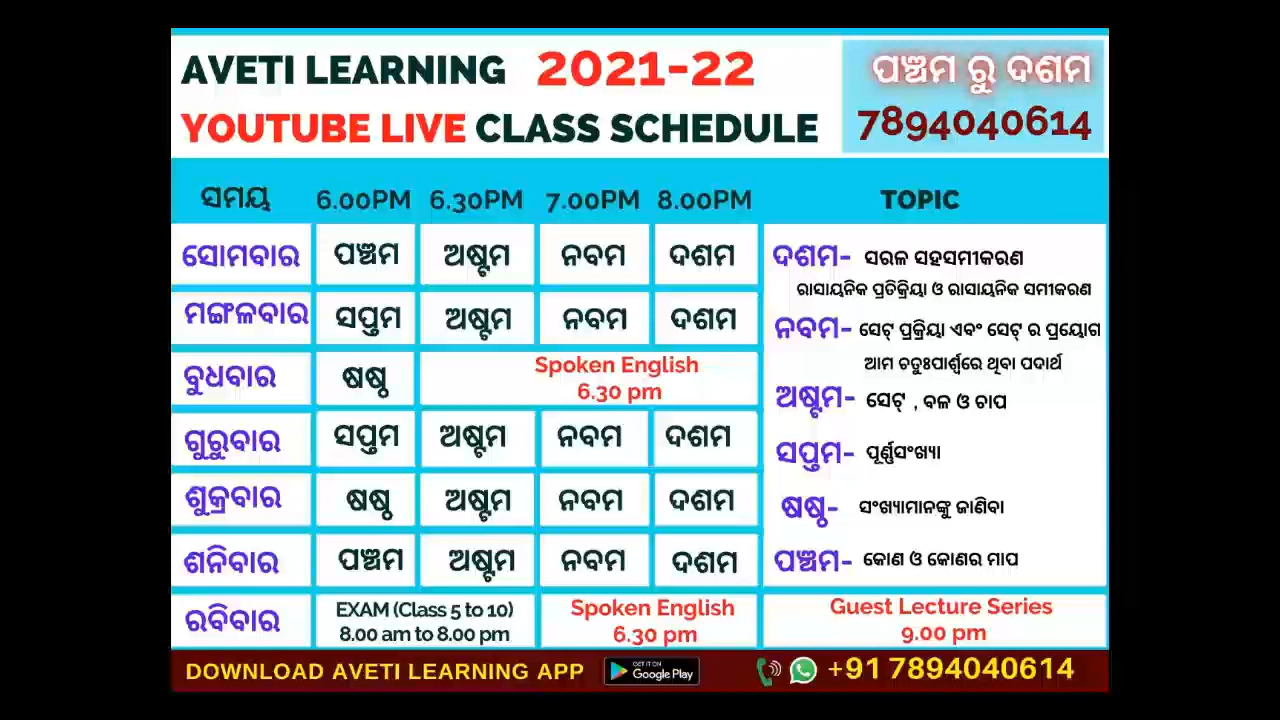 AVETI LEARNING 2021-22
YOUTUBE LIVE CLASS SCHEDULE
ପଞ୍ଚମ ରୁ ଦଶମ
7894040614
ସମୟ 6.00PM 6.30PM 7.00PM 8.00PM TOPIC
ସୋମବାର ପଞ୍ଚମ ଅଷ୍ଟମ ନବମ ଦଶମ
ମଙ୍ଗଳବାର ସପ୍ତମ ଅଷ୍ଟମ ନବମ ଦଶମ
ବୁଧବାର ଷଷ୍ଠ Spoken English
6.30 pm
ଗୁରୁବାର ସପ୍ତମ ଅଷ୍ଟମ ନବମ ଦଶମ
ଶୁକ୍ରବାର ଷଷ୍ଠ ଅଷ୍ଟମ ନବମ ଦଶମ
ଶନିବାର ପଞ୍ଚମ ଅଷ୍ଟମ ନବମ ଦଶମ
ଦଶମ- ସରଳ ସହସମୀକରଣ
ରାସାୟନିକ ପ୍ରତିକ୍ରିୟା ଓ ରାସାୟନିକ ସମୀକରଣ
ନବମ- ସେଟ୍ ପ୍ରକ୍ରିୟା ଏବଂ ସେଟ୍ ର ପ୍ରୟୋଗ
ଆମ ଚତୁଃପାର୍ଶ୍ୱରେ ଥିବା ପଦାର୍ଥ
ଅଷ୍ଟମ- ସେଟ୍ , ବଳ ଓ ଚାପ
ସପ୍ତମ- ପୂର୍ଣ୍ଣସଂଖ୍ୟା
ଷଷ୍ଠ- ସଂଖ୍ୟାମାନଙ୍କୁ ଜାଣିବା
ପଞ୍ଚମ- କୋଣ ଓ କୋଣର ମାପ
ରବିବାର EXAM (Class 5 to 10) Spoken English Guest Lecture Series
8.00 am to 8.00 pm 6.30 pm 9.00 pm
DOWNLOAD AVETI LEARNING APP GET IT ON Google Play +91 7894040614